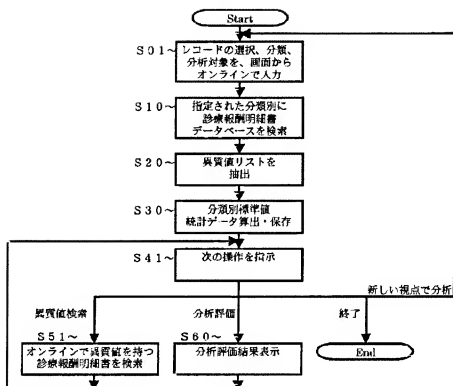 Start
S01~
レコードの選択、分類、
分析対象を、画面から
オンラインで入力
S10~
指定された分類別に
診療報酬明細書
データベースを検索
S20~
異質値リストを
抽出
S30~
分類別標準値
統計データ算出・保存
S41~
次の操作を指示
新しい視点で分析
異質値検索
分析評価
終了
S51~
オンラインで異質値を持つ
診療報酬明細書を検索
S60~
分析評価結果表示
End